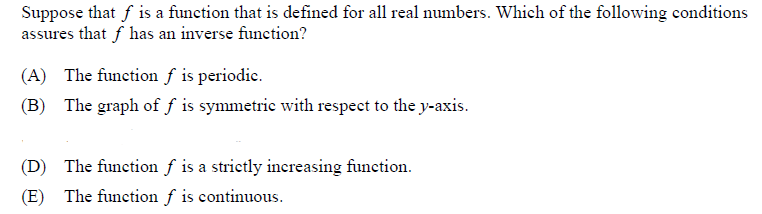 Suppose that f is a function that is defined for all real numbers. Which of the following conditions
assures that f has an inverse function?
(A) The function f is periodic.
(B) The graph of f is symmetric with respect to the y-axis.
(D) The function f is a strictly increasing function.
(E) The function f is continuous.